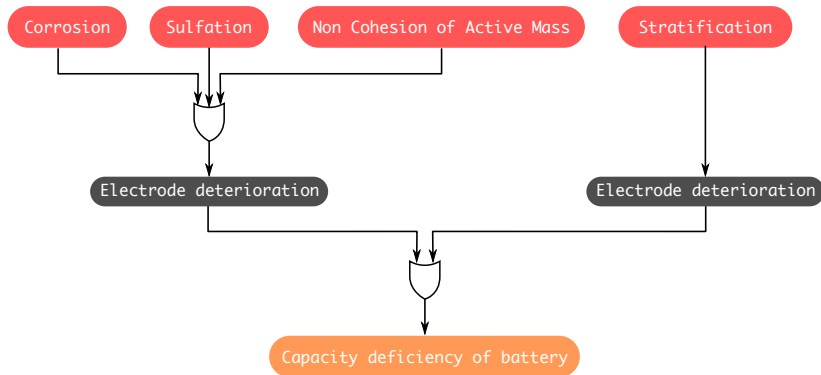 Corrosion
Sulfation
Non Cohesion of Active Mass
Stratification
Electrode deterioration
Electrode deterioration
Capacity deficiency of battery